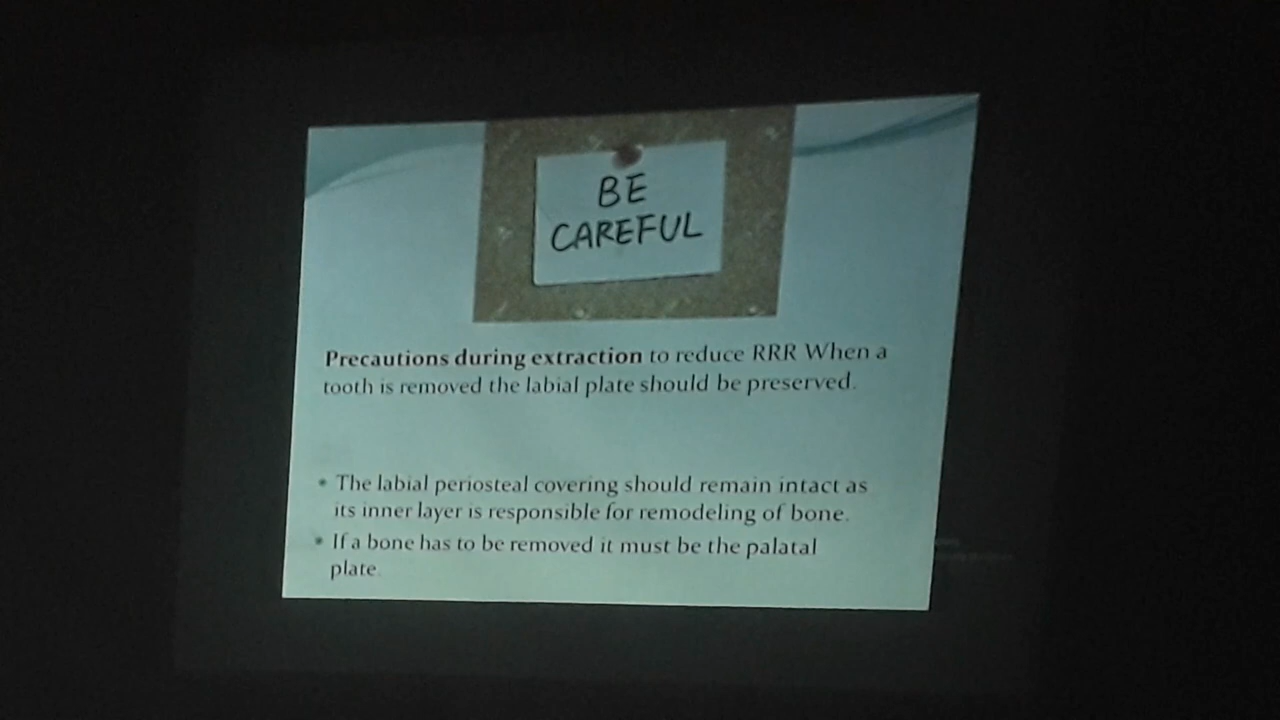 BE
CAREFUL
Precautions during extraction to reduce RRR When a
tooth is removed the labial plate should be preserved.
• The labial periosteal covering should remain intact as
its inner layer is responsible for remodeling of bone.
• If a bone has to be removed it must be the palatal
plate.